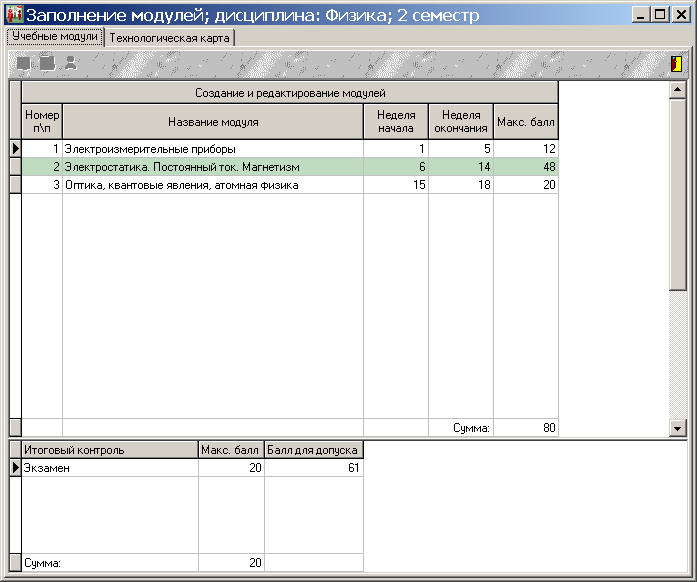 Заполнение модулей; дисциплина: Физика; 2 семестр
Учебные модули Технологическая карта
Создание и редактирование модулей
Номер п\п Название модуля Неделя начала Неделя окончания Макс. балл
1 Электроизмерительные приборы 1 5 12
2 Электростатика. Постоянный ток. Магнетизм 6 14 48
3 Оптика, квантовые явления, атомная физика 15 18 20
Сумма: 80
Итоговый контроль Макс. балл Балл для допуска
Экзамен 20 61
Сумма: 20